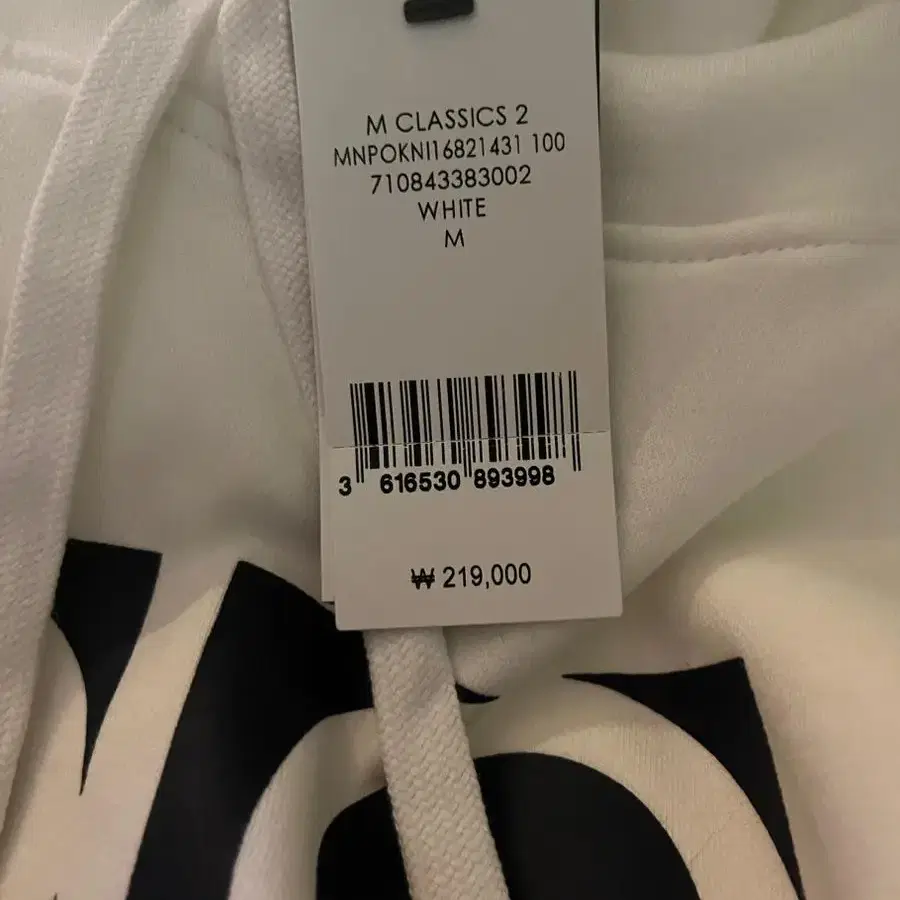 M CLASSICS 2
MNPOKNI16821431 100
710843383002
WHITE
M
3 616530 893998
₩ 219,000